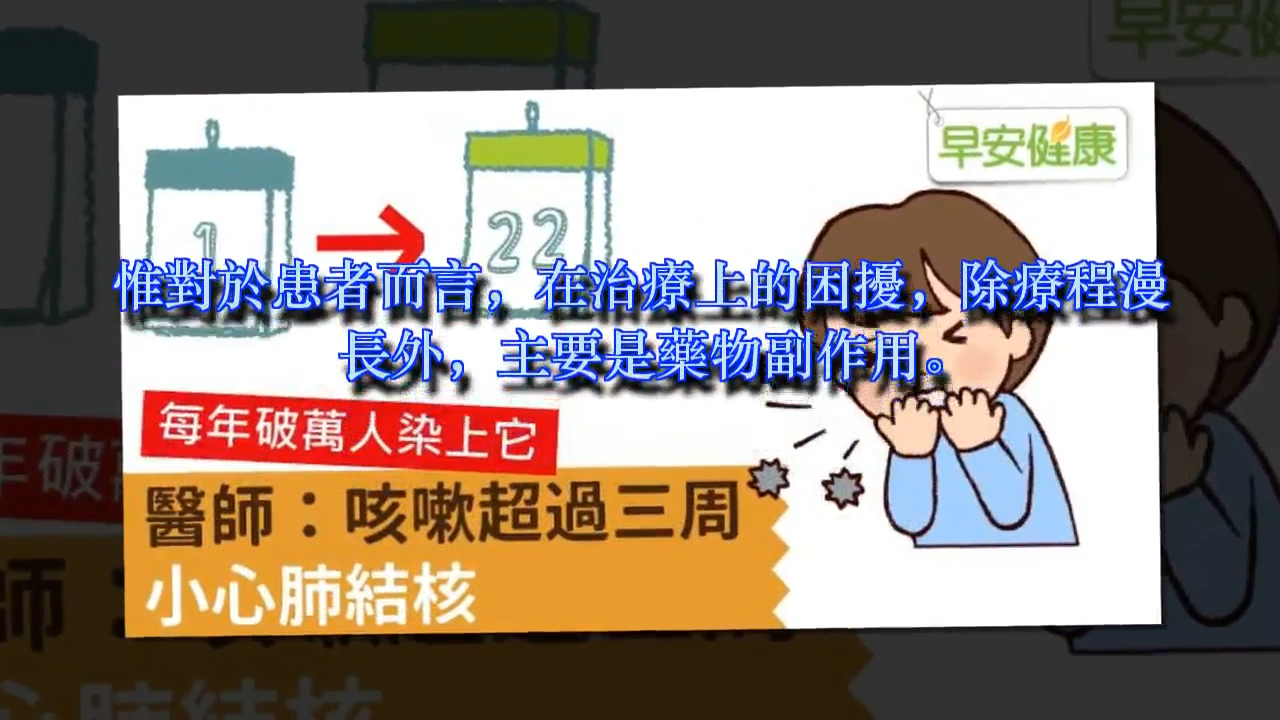 早安健康
1
22
惟對於患者而言，在治療上的困擾，除療程漫
長外，主要是藥物副作用。
每年破萬人染上它
醫師：咳嗽超過三周
小心肺結核